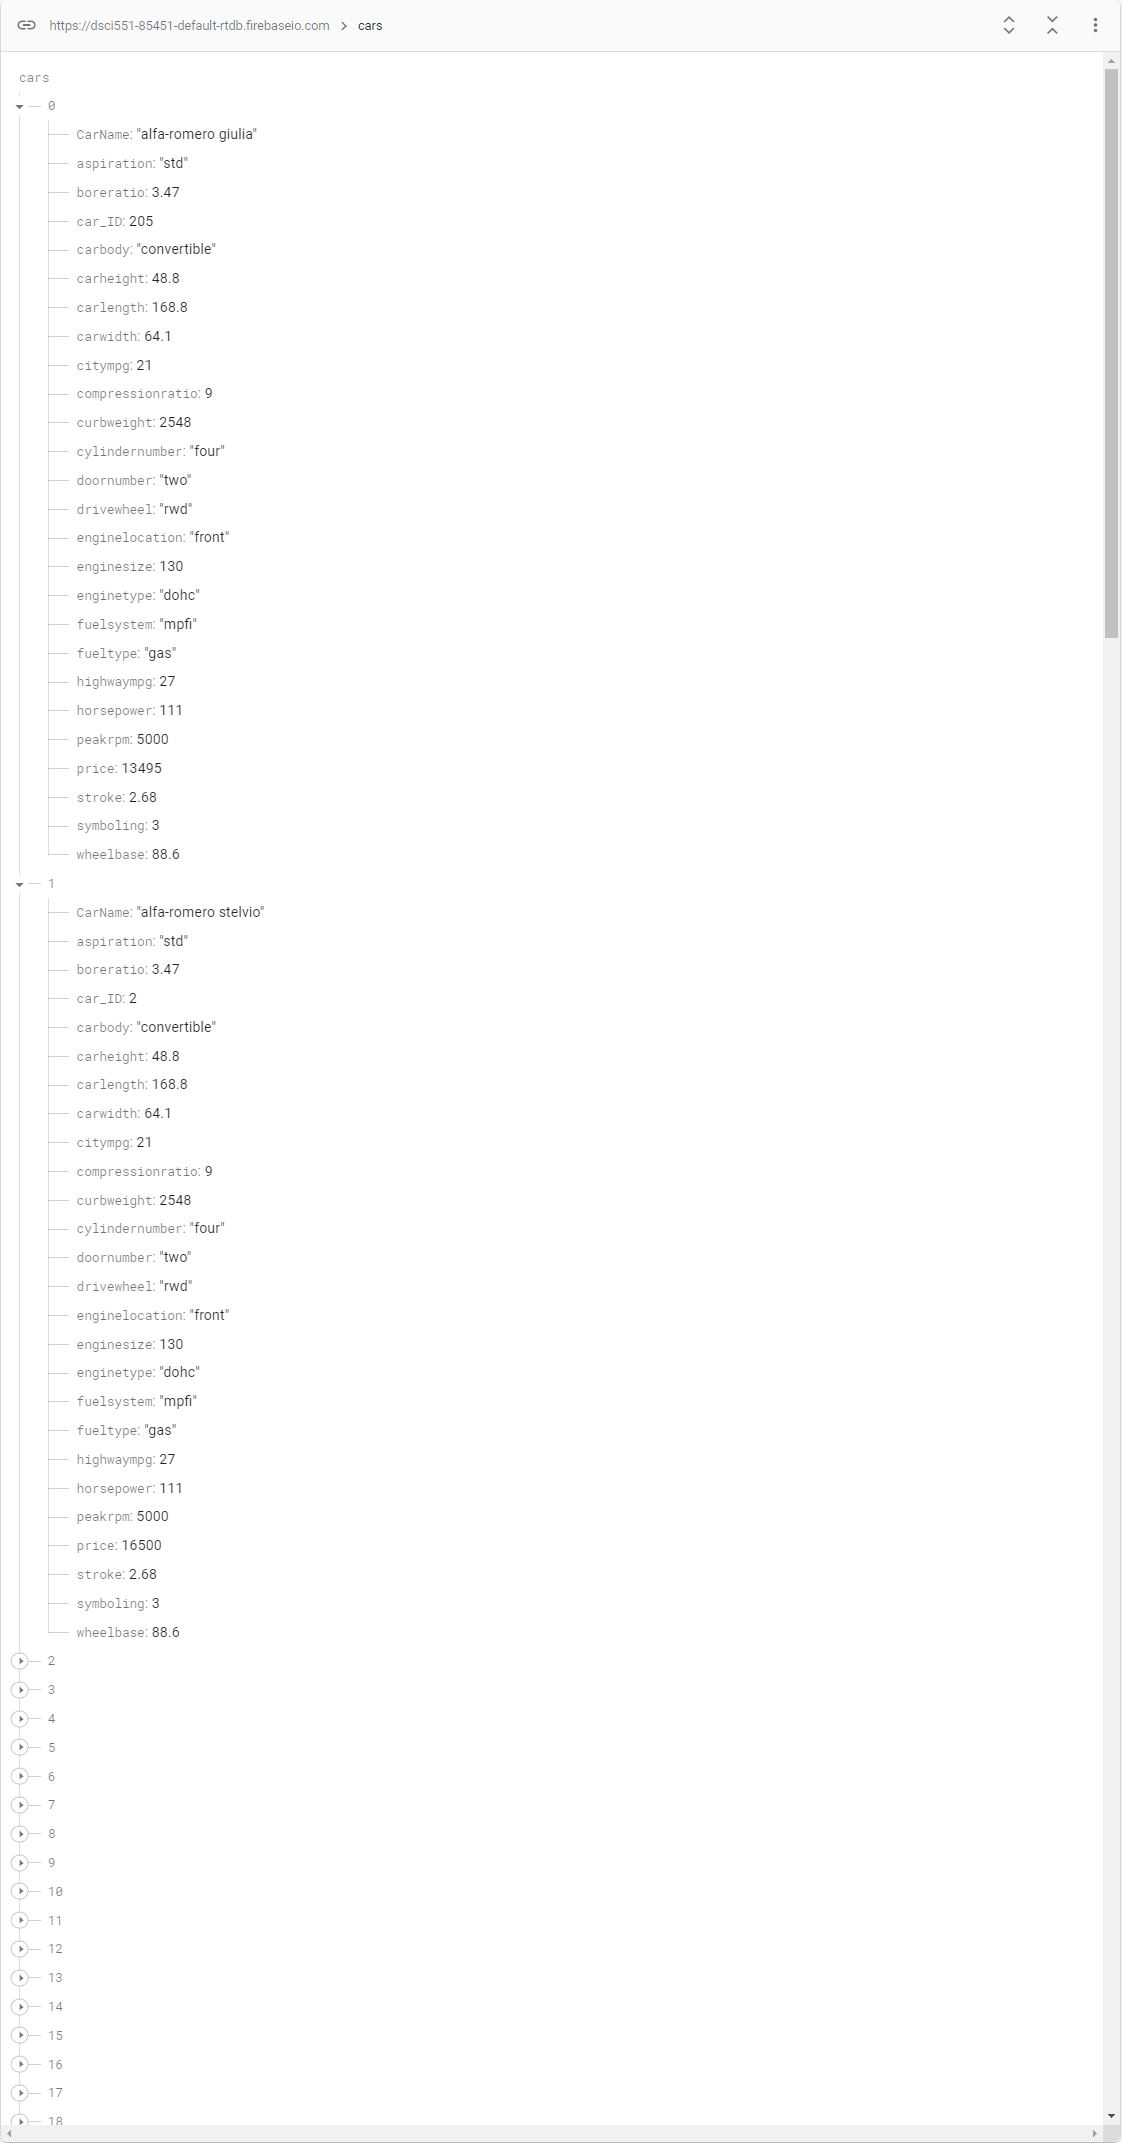 https://dsci551-85451-default-rtdb.firebaseio.com > cars
cars
0
CarName: "alfa-romero giulia"
aspiration: "std"
boreratio: 3.47
car_ID: 205
carbody: "convertible"
carheight: 48.8
carlength: 168.8
carwidth: 64.1
citympg: 21
compressionratio: 9
curbweight: 2548
cylindernumber: "four"
doornumber: "two"
drivewheel: "rwd"
enginelocation: "front"
enginesize: 130
enginetype: "dohc"
fuelsystem: "mpfi"
fueltype: "gas"
highwaympg: 27
horsepower: 111
peakrpm: 5000
price: 13495
stroke: 2.68
symboling: 3
wheelbase: 88.6
1
CarName: "alfa-romero stelvio"
aspiration: "std"
boreratio: 3.47
car_ID: 2
carbody: "convertible"
carheight: 48.8
carlength: 168.8
carwidth: 64.1
citympg: 21
compressionratio: 9
curbweight: 2548
cylindernumber: "four"
doornumber: "two"
drivewheel: "rwd"
enginelocation: "front"
enginesize: 130
enginetype: "dohc"
fuelsystem: "mpfi"
fueltype: "gas"
highwaympg: 27
horsepower: 111
peakrpm: 5000
price: 16500
stroke: 2.68
symboling: 3
wheelbase: 88.6
2
3
4
5
6
7
8
9
10
11
12
13
14
15
16
17
18